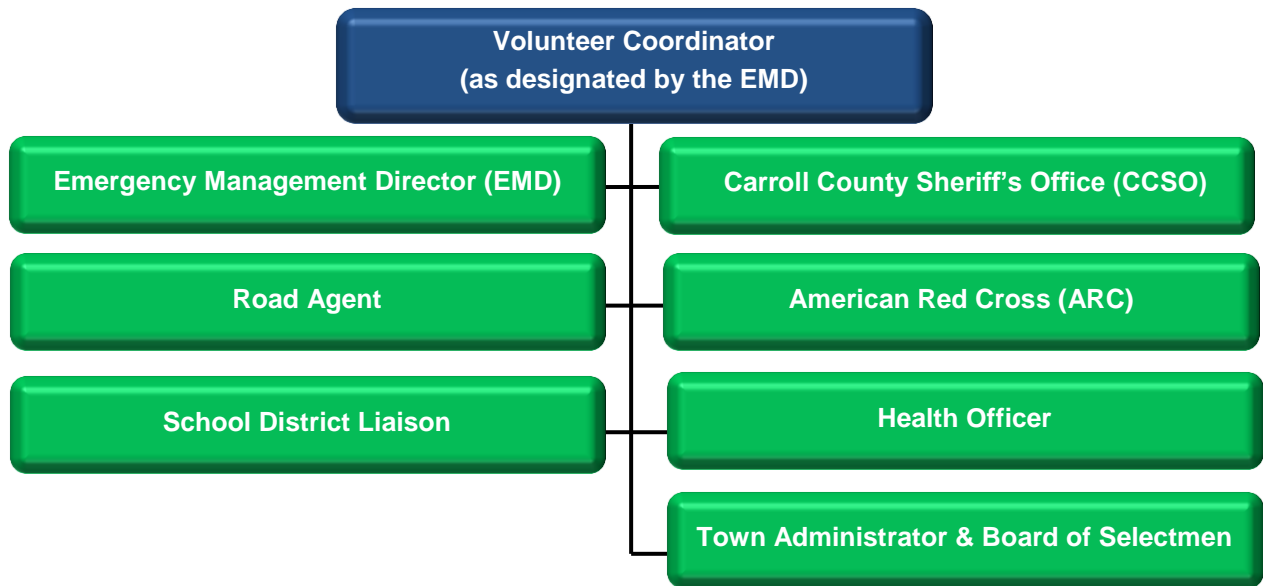 Volunteer Coordinator
(as designated by the EMD)
Emergency Management Director (EMD)
Carroll County Sheriff’s Office (CCSO)
Road Agent
American Red Cross (ARC)
School District Liaison
Health Officer
Town Administrator & Board of Selectmen